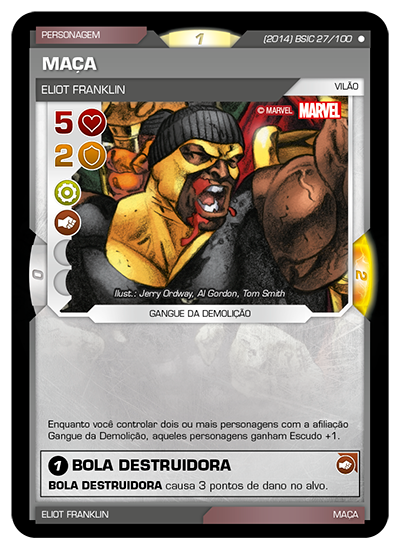 PERSONAGEM
1
(2014) BSIC 27/100 ●
MAÇA
ELIOT FRANKLIN
VILÃO
5
© MARVEL MARVEL
2
0
2
Ilust.: Jerry Ordway, Al Gordon, Tom Smith
GANGUE DA DEMOLIÇÃO
Enquanto você controlar dois ou mais personagens com a afiliação
Gangue da Demolição, aqueles personagens ganham Escudo +1.
1 BOLA DESTRUIDORA
BOLA DESTRUIDORA causa 3 pontos de dano no alvo.
ELIOT FRANKLIN
MAÇA